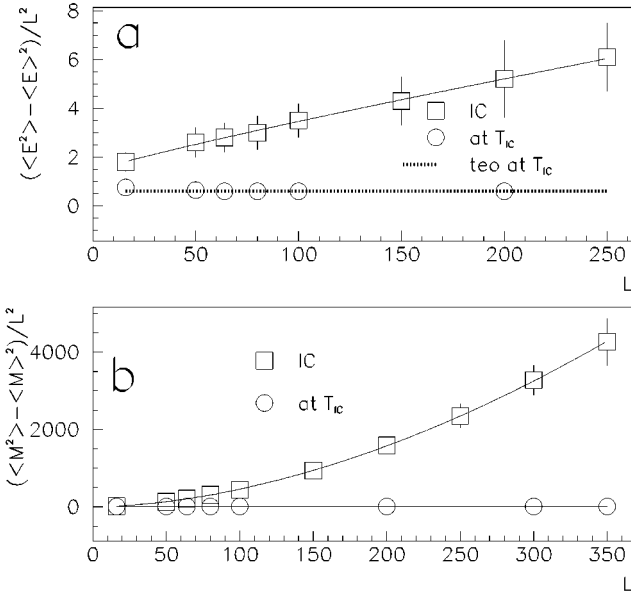 a
(<E²>−<E>²)/L²
8
6
4
2
0
IC
at T_IC
teo at T_IC
0 50 100 150 200 250
L
b
(<M²>−<M>²)/L²
4000
2000
0
IC
at T_IC
0 50 100 150 200 250 300 350
L